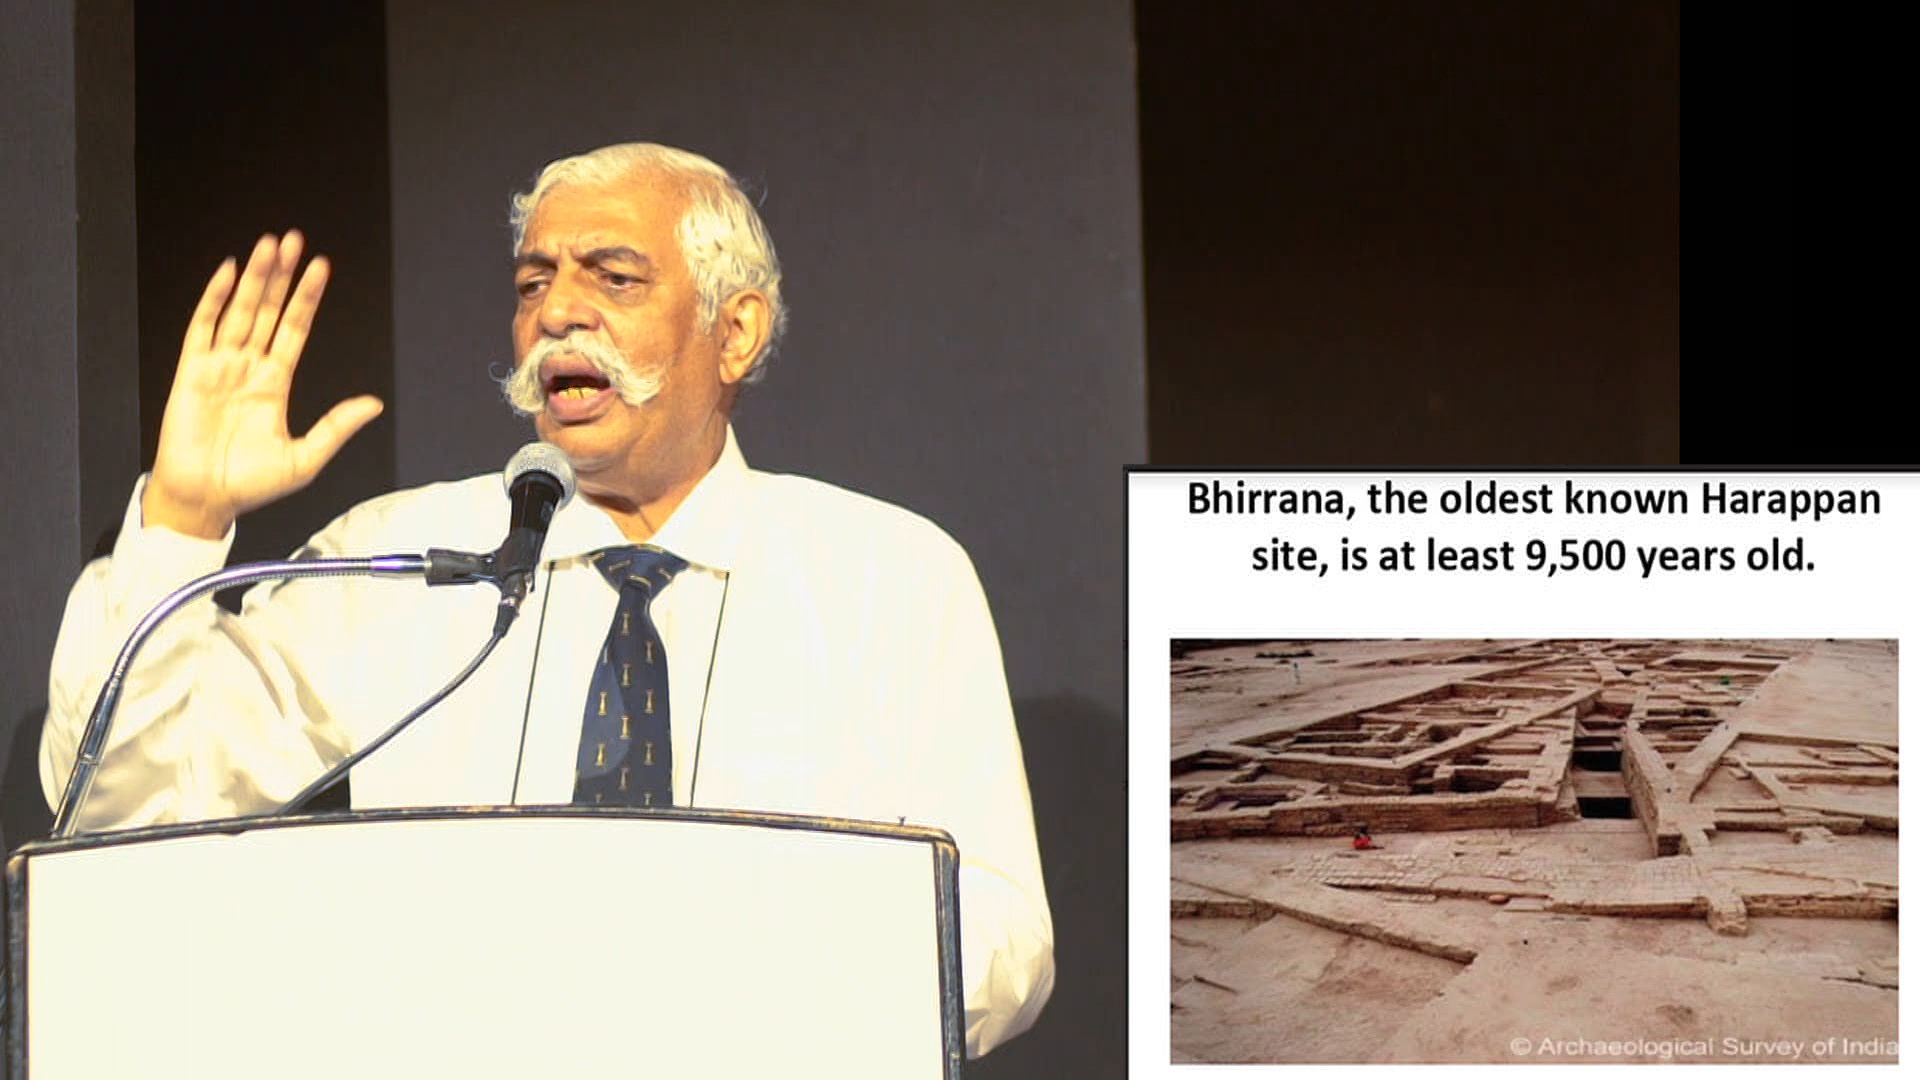 Bhirrana, the oldest known Harappan
site, is at least 9,500 years old.
© Archaeological Survey of India